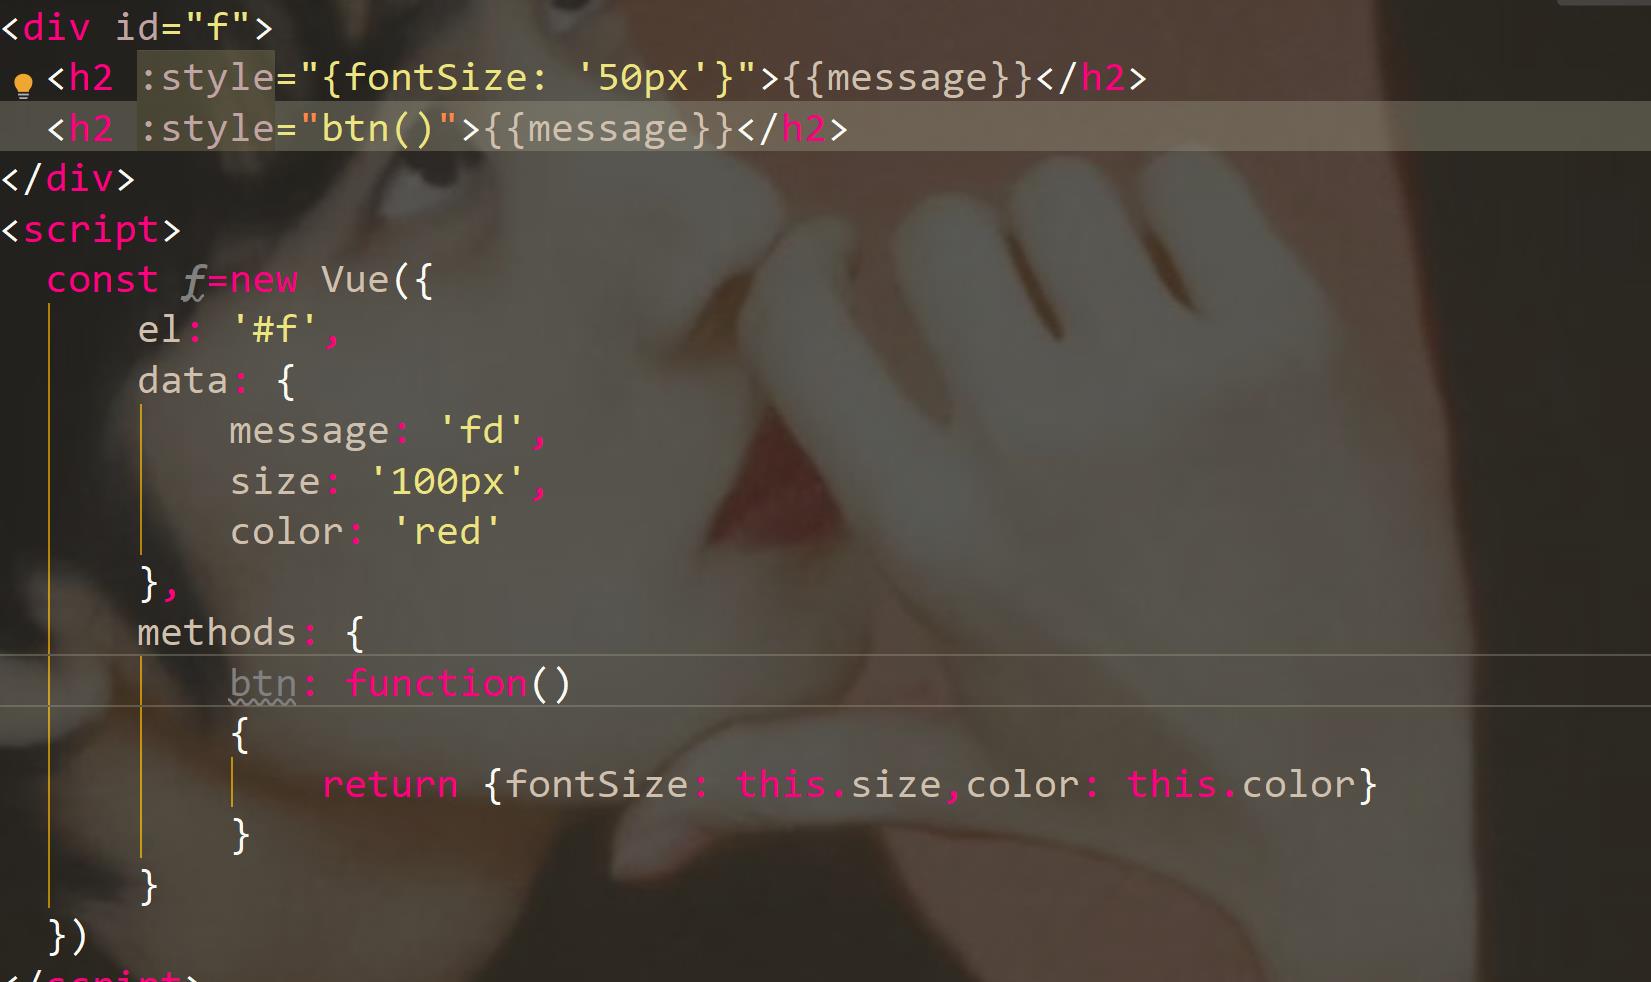 <div id="f">
<h2 :style="{fontSize: '50px'}">{{message}}</h2>
<h2 :style="btn()">{{message}}</h2>
</div>
<script>
const f=new Vue({
el: '#f',
data: {
message: 'fd',
size: '100px',
color: 'red'
},
methods: {
btn: function()
{
return {fontSize: this.size,color: this.color}
}
}
})
</script>